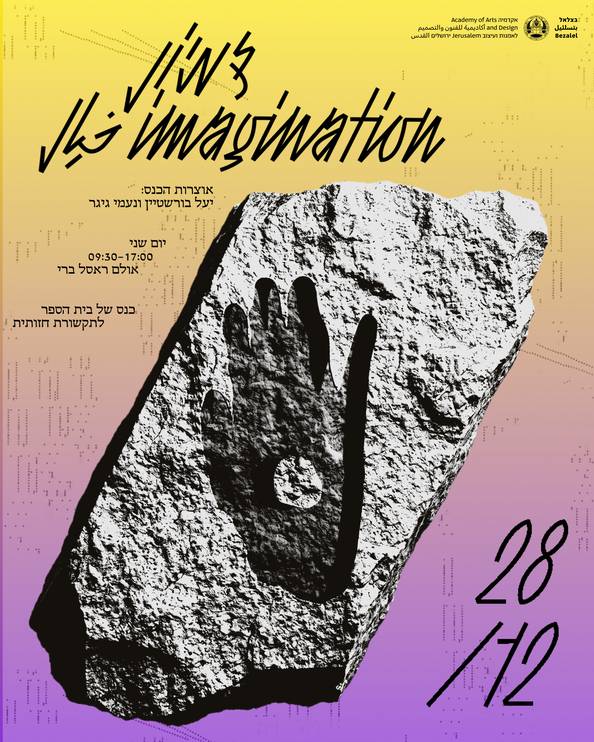 דמיון
خيال imagination
בצלאל
بتسلئيل
Bezalel
אקדמיה Academy of Arts
and Design أكاديمية للفنون والتصميم
לאמנות ועיצוב Jerusalem ירושלים القدس
אוצרות הכנס:
יעל בורשטיין ונעמי גיגר
יום שני
09:30-17:00
אולם ראסל ברי
כנס של בית הספר
לתקשורת חזותית
28
/12